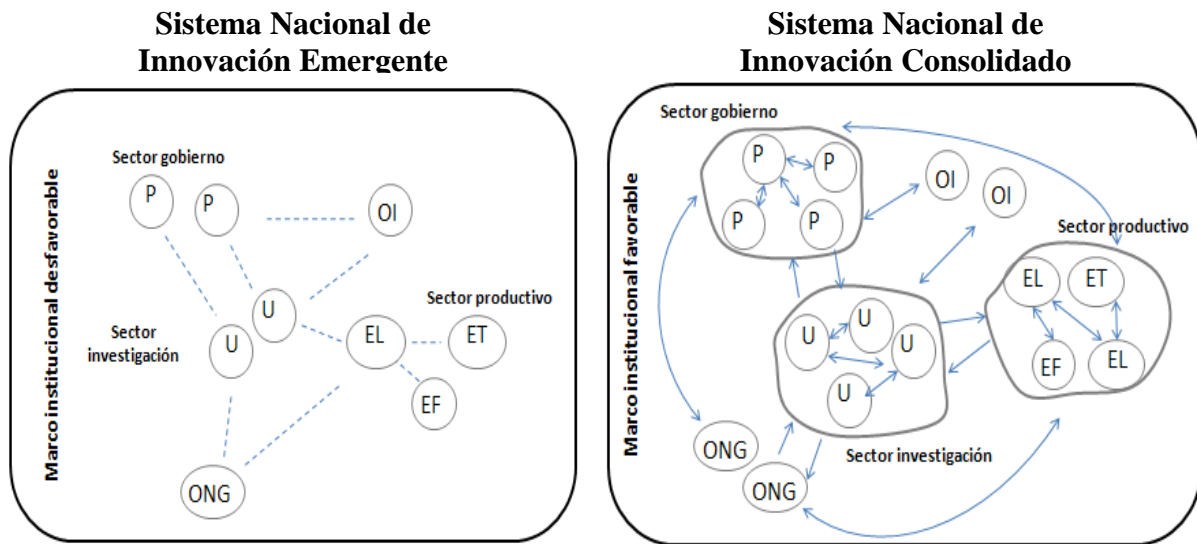 Sistema Nacional de
Innovación Emergente
Marco institucional desfavorable
Sector gobierno
P
P
OI
U
U
Sector productivo
Sector
investigación
EL
ET
EF
ONG
Sistema Nacional de
Innovación Consolidado
Marco institucional favorable
Sector gobierno
P
P
P
P
OI
OI
Sector productivo
EL
ET
EF
EL
U
U
U
U
Sector investigación
ONG
ONG